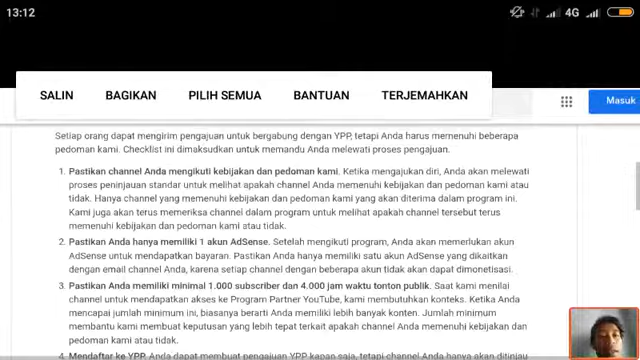 13:12
4G
SALIN BAGIKAN PILIH SEMUA BANTUAN TERJEMAHKAN
Masuk
Setiap orang dapat mengirim pengajuan untuk bergabung dengan YPP, tetapi Anda harus memenuhi beberapa
pedoman kami. Checklist ini dimaksudkan untuk memandu Anda melewati proses pengajuan.
1. Pastikan channel Anda mengikuti kebijakan dan pedoman kami. Ketika mengajukan diri, Anda akan melewati
proses peninjauan standar untuk melihat apakah channel Anda memenuhi kebijakan dan pedoman kami atau
tidak. Hanya channel yang memenuhi kebijakan dan pedoman kami yang akan diterima dalam program ini.
Kami juga akan terus memeriksa channel dalam program untuk melihat apakah channel tersebut terus
memenuhi kebijakan dan pedoman kami atau tidak.
2. Pastikan Anda hanya memiliki 1 akun AdSense. Setelah mengikuti program, Anda akan memerlukan akun
AdSense untuk mendapatkan bayaran. Pastikan Anda hanya memiliki satu akun AdSense yang dikaitkan
dengan email channel Anda, karena setiap channel dengan beberapa akun tidak akan dapat dimonetisasi.
3. Pastikan Anda memiliki minimal 1.000 subscriber dan 4.000 jam waktu tonton publik. Saat kami menilai
channel untuk mendapatkan akses ke Program Partner YouTube, kami membutuhkan konteks. Ketika Anda
mencapai jumlah minimum ini, biasanya berarti Anda memiliki lebih banyak konten. Jumlah minimum
membantu kami membuat keputusan yang lebih tepat terkait apakah channel Anda memenuhi kebijakan dan
pedoman kami atau tidak.
4. Mendaftar ke YPP. Anda dapat membuat pengajuan YPP kapan saja, tetapi channel Anda harus ditinjau